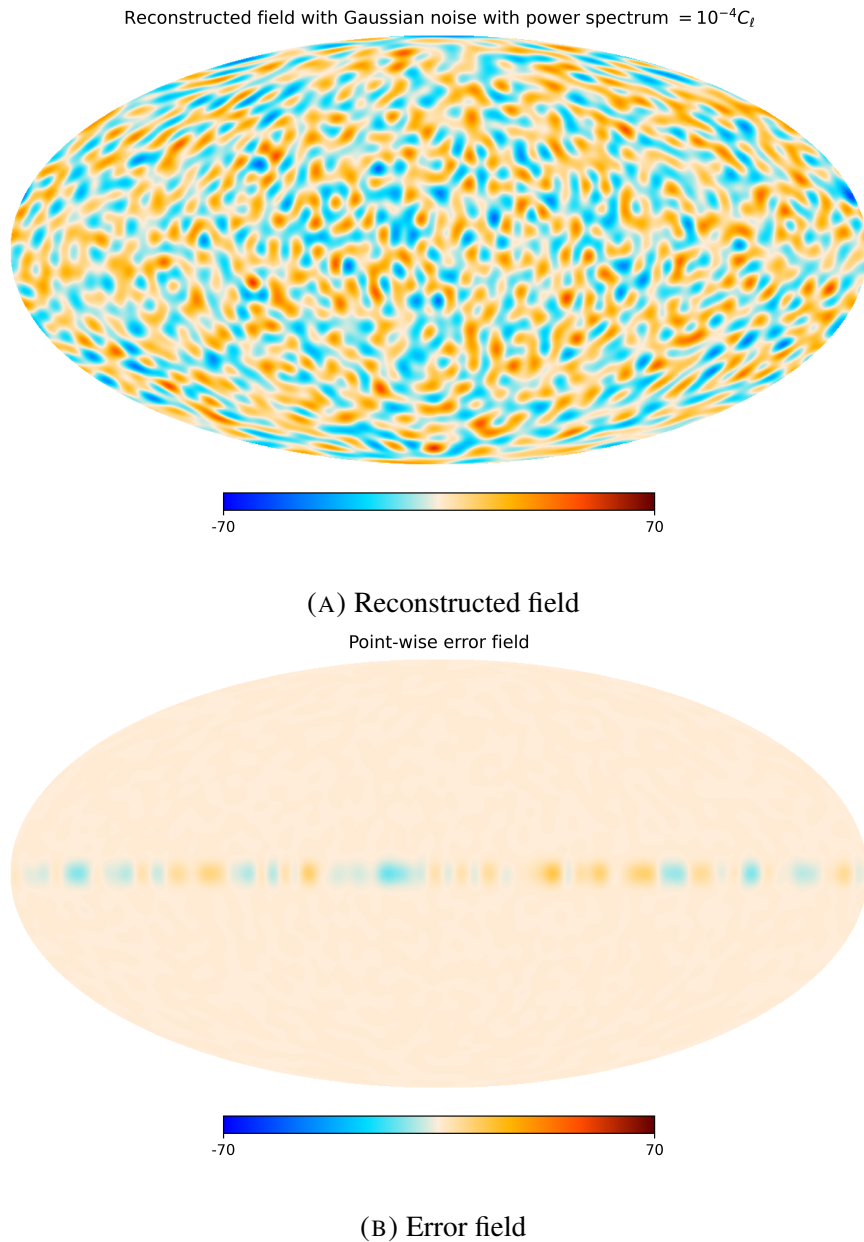 Reconstructed field with Gaussian noise with power spectrum $= 10^{-4}C_\ell$
-70 70
(A) Reconstructed field
Point-wise error field
-70 70
(B) Error field